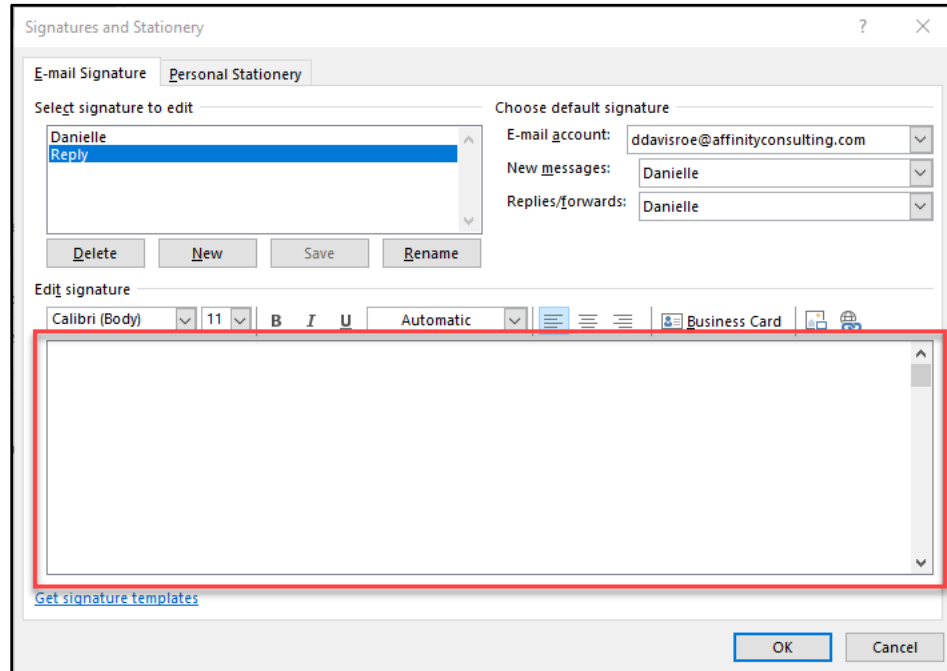 Signatures and Stationery
E-mail Signature Personal Stationery
Select signature to edit
Danielle
Reply
Delete New Save Rename
Choose default signature
E-mail account: ddavisroe@affinityconsulting.com
New messages: Danielle
Replies/forwards: Danielle
Edit signature
Calibri (Body) 11 B I U Automatic Business Card
Get signature templates
OK Cancel